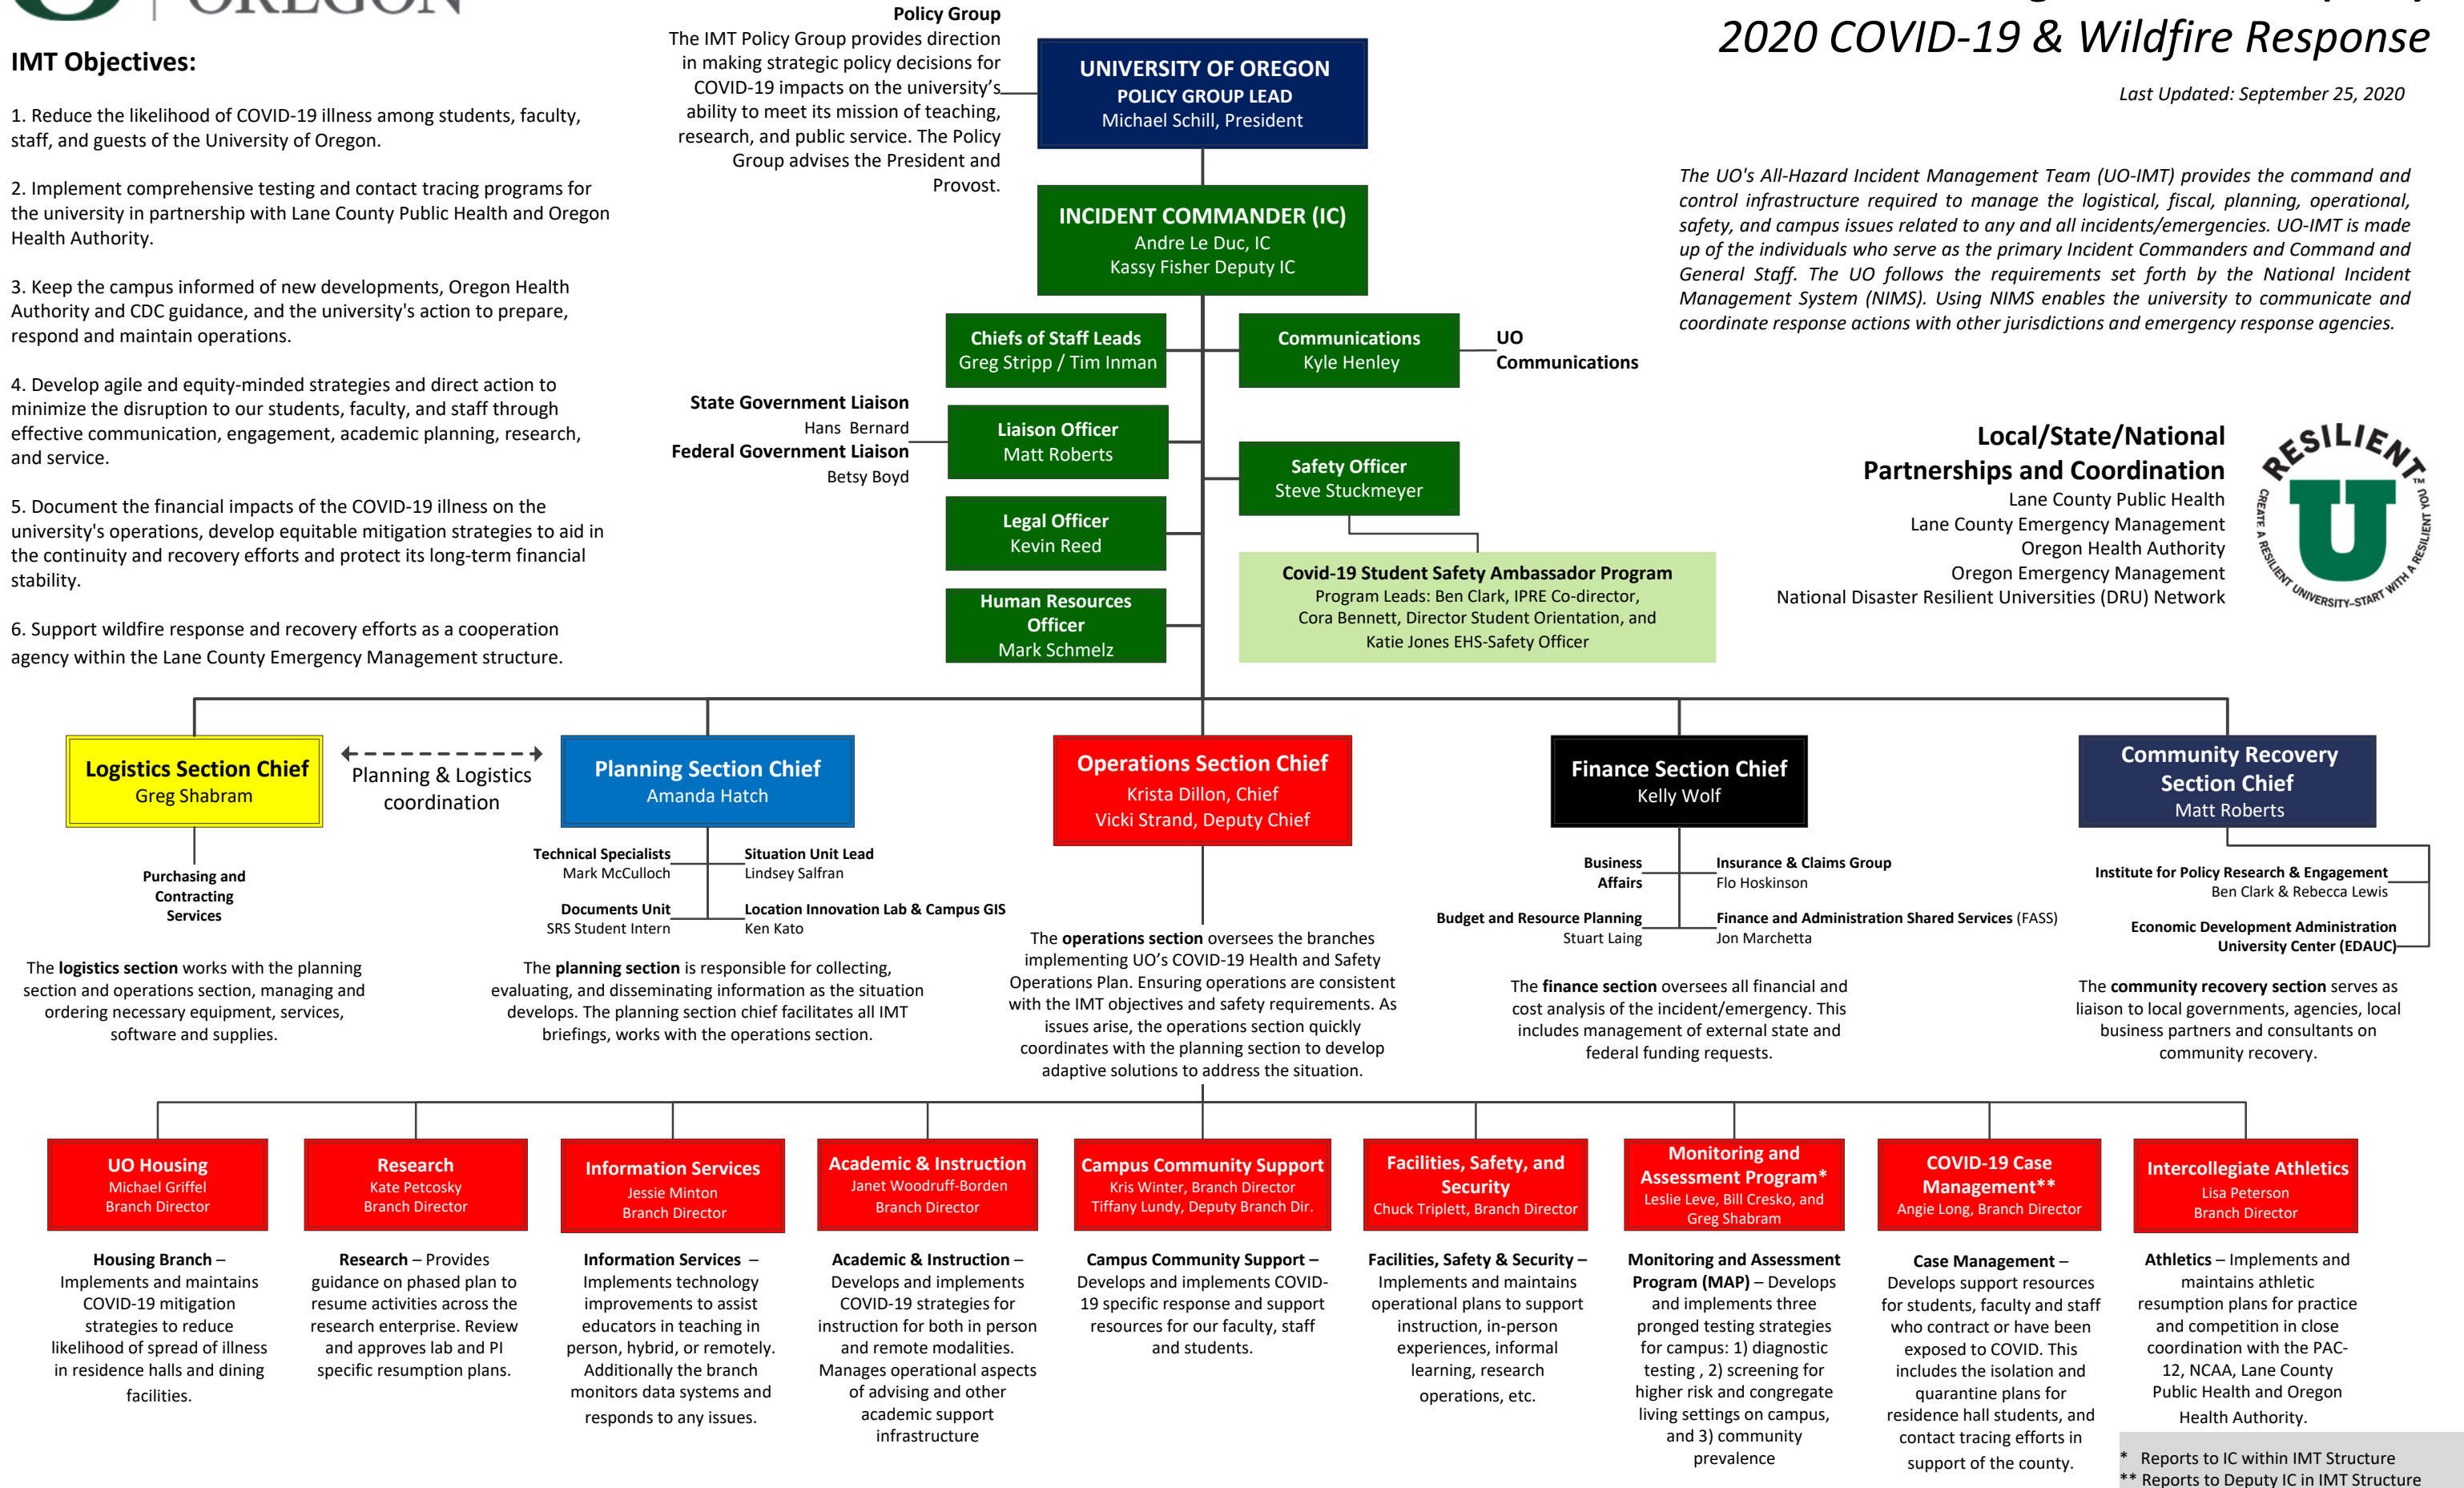 OREGON
2020 COVID-19 & Wildfire Response
Last Updated: September 25, 2020
IMT Objectives:
1. Reduce the likelihood of COVID-19 illness among students, faculty,
staff, and guests of the University of Oregon.
2. Implement comprehensive testing and contact tracing programs for
the university in partnership with Lane County Public Health and Oregon
Health Authority.
3. Keep the campus informed of new developments, Oregon Health
Authority and CDC guidance, and the university's action to prepare,
respond and maintain operations.
4. Develop agile and equity-minded strategies and direct action to
minimize the disruption to our students, faculty, and staff through
effective communication, engagement, academic planning, research,
and service.
5. Document the financial impacts of the COVID-19 illness on the
university's operations, develop equitable mitigation strategies to aid in
the continuity and recovery efforts and protect its long-term financial
stability.
6. Support wildfire response and recovery efforts as a cooperation
agency within the Lane County Emergency Management structure.
Policy Group
The IMT Policy Group provides direction
in making strategic policy decisions for
COVID-19 impacts on the university's
ability to meet its mission of teaching,
research, and public service. The Policy
Group advises the President and
Provost.
UNIVERSITY OF OREGON
POLICY GROUP LEAD
Michael Schill, President
INCIDENT COMMANDER (IC)
Andre Le Duc, IC
Kassy Fisher Deputy IC
Chiefs of Staff Leads
Greg Stripp / Tim Inman
Communications
Kyle Henley
UO
Communications
State Government Liaison
Hans Bernard
Federal Government Liaison
Betsy Boyd
Liaison Officer
Matt Roberts
Safety Officer
Steve Stuckmeyer
Legal Officer
Kevin Reed
Human Resources
Officer
Mark Schmelz
Covid-19 Student Safety Ambassador Program
Program Leads: Ben Clark, IPRE Co-director,
Cora Bennett, Director Student Orientation, and
Katie Jones EHS-Safety Officer
The UO's All-Hazard Incident Management Team (UO-IMT) provides the command and
control infrastructure required to manage the logistical, fiscal, planning, operational,
safety, and campus issues related to any and all incidents/emergencies. UO-IMT is made
up of the individuals who serve as the primary Incident Commanders and Command and
General Staff. The UO follows the requirements set forth by the National Incident
Management System (NIMS). Using NIMS enables the university to communicate and
coordinate response actions with other jurisdictions and emergency response agencies.
Local/State/National
Partnerships and Coordination
Lane County Public Health
Lane County Emergency Management
Oregon Health Authority
Oregon Emergency Management
National Disaster Resilient Universities (DRU) Network
RESILIENT
U
TM
CREATE A RESILIENT UNIVERSITY–START WITH A RESILIENT YOU
Logistics Section Chief
Greg Shabram
Planning & Logistics
coordination
Planning Section Chief
Amanda Hatch
Operations Section Chief
Krista Dillon, Chief
Vicki Strand, Deputy Chief
Finance Section Chief
Kelly Wolf
Community Recovery
Section Chief
Matt Roberts
Purchasing and
Contracting
Services
Technical Specialists
Mark McCulloch
Situation Unit Lead
Lindsey Salfran
Documents Unit
SRS Student Intern
Location Innovation Lab & Campus GIS
Ken Kato
Business
Affairs
Insurance & Claims Group
Flo Hoskinson
Budget and Resource Planning
Stuart Laing
Finance and Administration Shared Services (FASS)
Jon Marchetta
Institute for Policy Research & Engagement
Ben Clark & Rebecca Lewis
Economic Development Administration
University Center (EDAUC)
The logistics section works with the planning
section and operations section, managing and
ordering necessary equipment, services,
software and supplies.
The planning section is responsible for collecting,
evaluating, and disseminating information as the situation
develops. The planning section chief facilitates all IMT
briefings, works with the operations section.
The operations section oversees the branches
implementing UO's COVID-19 Health and Safety
Operations Plan. Ensuring operations are consistent
with the IMT objectives and safety requirements. As
issues arise, the operations section quickly
coordinates with the planning section to develop
adaptive solutions to address the situation.
The finance section oversees all financial and
cost analysis of the incident/emergency. This
includes management of external state and
federal funding requests.
The community recovery section serves as
liaison to local governments, agencies, local
business partners and consultants on
community recovery.
UO Housing
Michael Griffel
Branch Director
Research
Kate Petcosky
Branch Director
Information Services
Jessie Minton
Branch Director
Academic & Instruction
Janet Woodruff-Borden
Branch Director
Campus Community Support
Kris Winter, Branch Director
Tiffany Lundy, Deputy Branch Dir.
Facilities, Safety, and
Security
Chuck Triplett, Branch Director
Monitoring and
Assessment Program*
Leslie Leve, Bill Cresko, and
Greg Shabram
COVID-19 Case
Management**
Angie Long, Branch Director
Intercollegiate Athletics
Lisa Peterson
Branch Director
Housing Branch –
Implements and maintains
COVID-19 mitigation
strategies to reduce
likelihood of spread of illness
in residence halls and dining
facilities.
Research – Provides
guidance on phased plan to
resume activities across the
research enterprise. Review
and approves lab and PI
specific resumption plans.
Information Services –
Implements technology
improvements to assist
educators in teaching in
person, hybrid, or remotely.
Additionally the branch
monitors data systems and
responds to any issues.
Academic & Instruction –
Develops and implements
COVID-19 strategies for
instruction for both in person
and remote modalities.
Manages operational aspects
of advising and other
academic support
infrastructure
Campus Community Support –
Develops and implements COVID-
19 specific response and support
resources for our faculty, staff
and students.
Facilities, Safety & Security –
Implements and maintains
operational plans to support
instruction, in-person
experiences, informal
learning, research
operations, etc.
Monitoring and Assessment
Program (MAP) – Develops
and implements three
pronged testing strategies
for campus: 1) diagnostic
testing , 2) screening for
higher risk and congregate
living settings on campus,
and 3) community
prevalence
Case Management –
Develops support resources
for students, faculty and staff
who contract or have been
exposed to COVID. This
includes the isolation and
quarantine plans for
residence hall students, and
contact tracing efforts in
support of the county.
Athletics – Implements and
maintains athletic
resumption plans for practice
and competition in close
coordination with the PAC-
12, NCAA, Lane County
Public Health and Oregon
Health Authority.
* Reports to IC within IMT Structure
** Reports to Deputy IC in IMT Structure